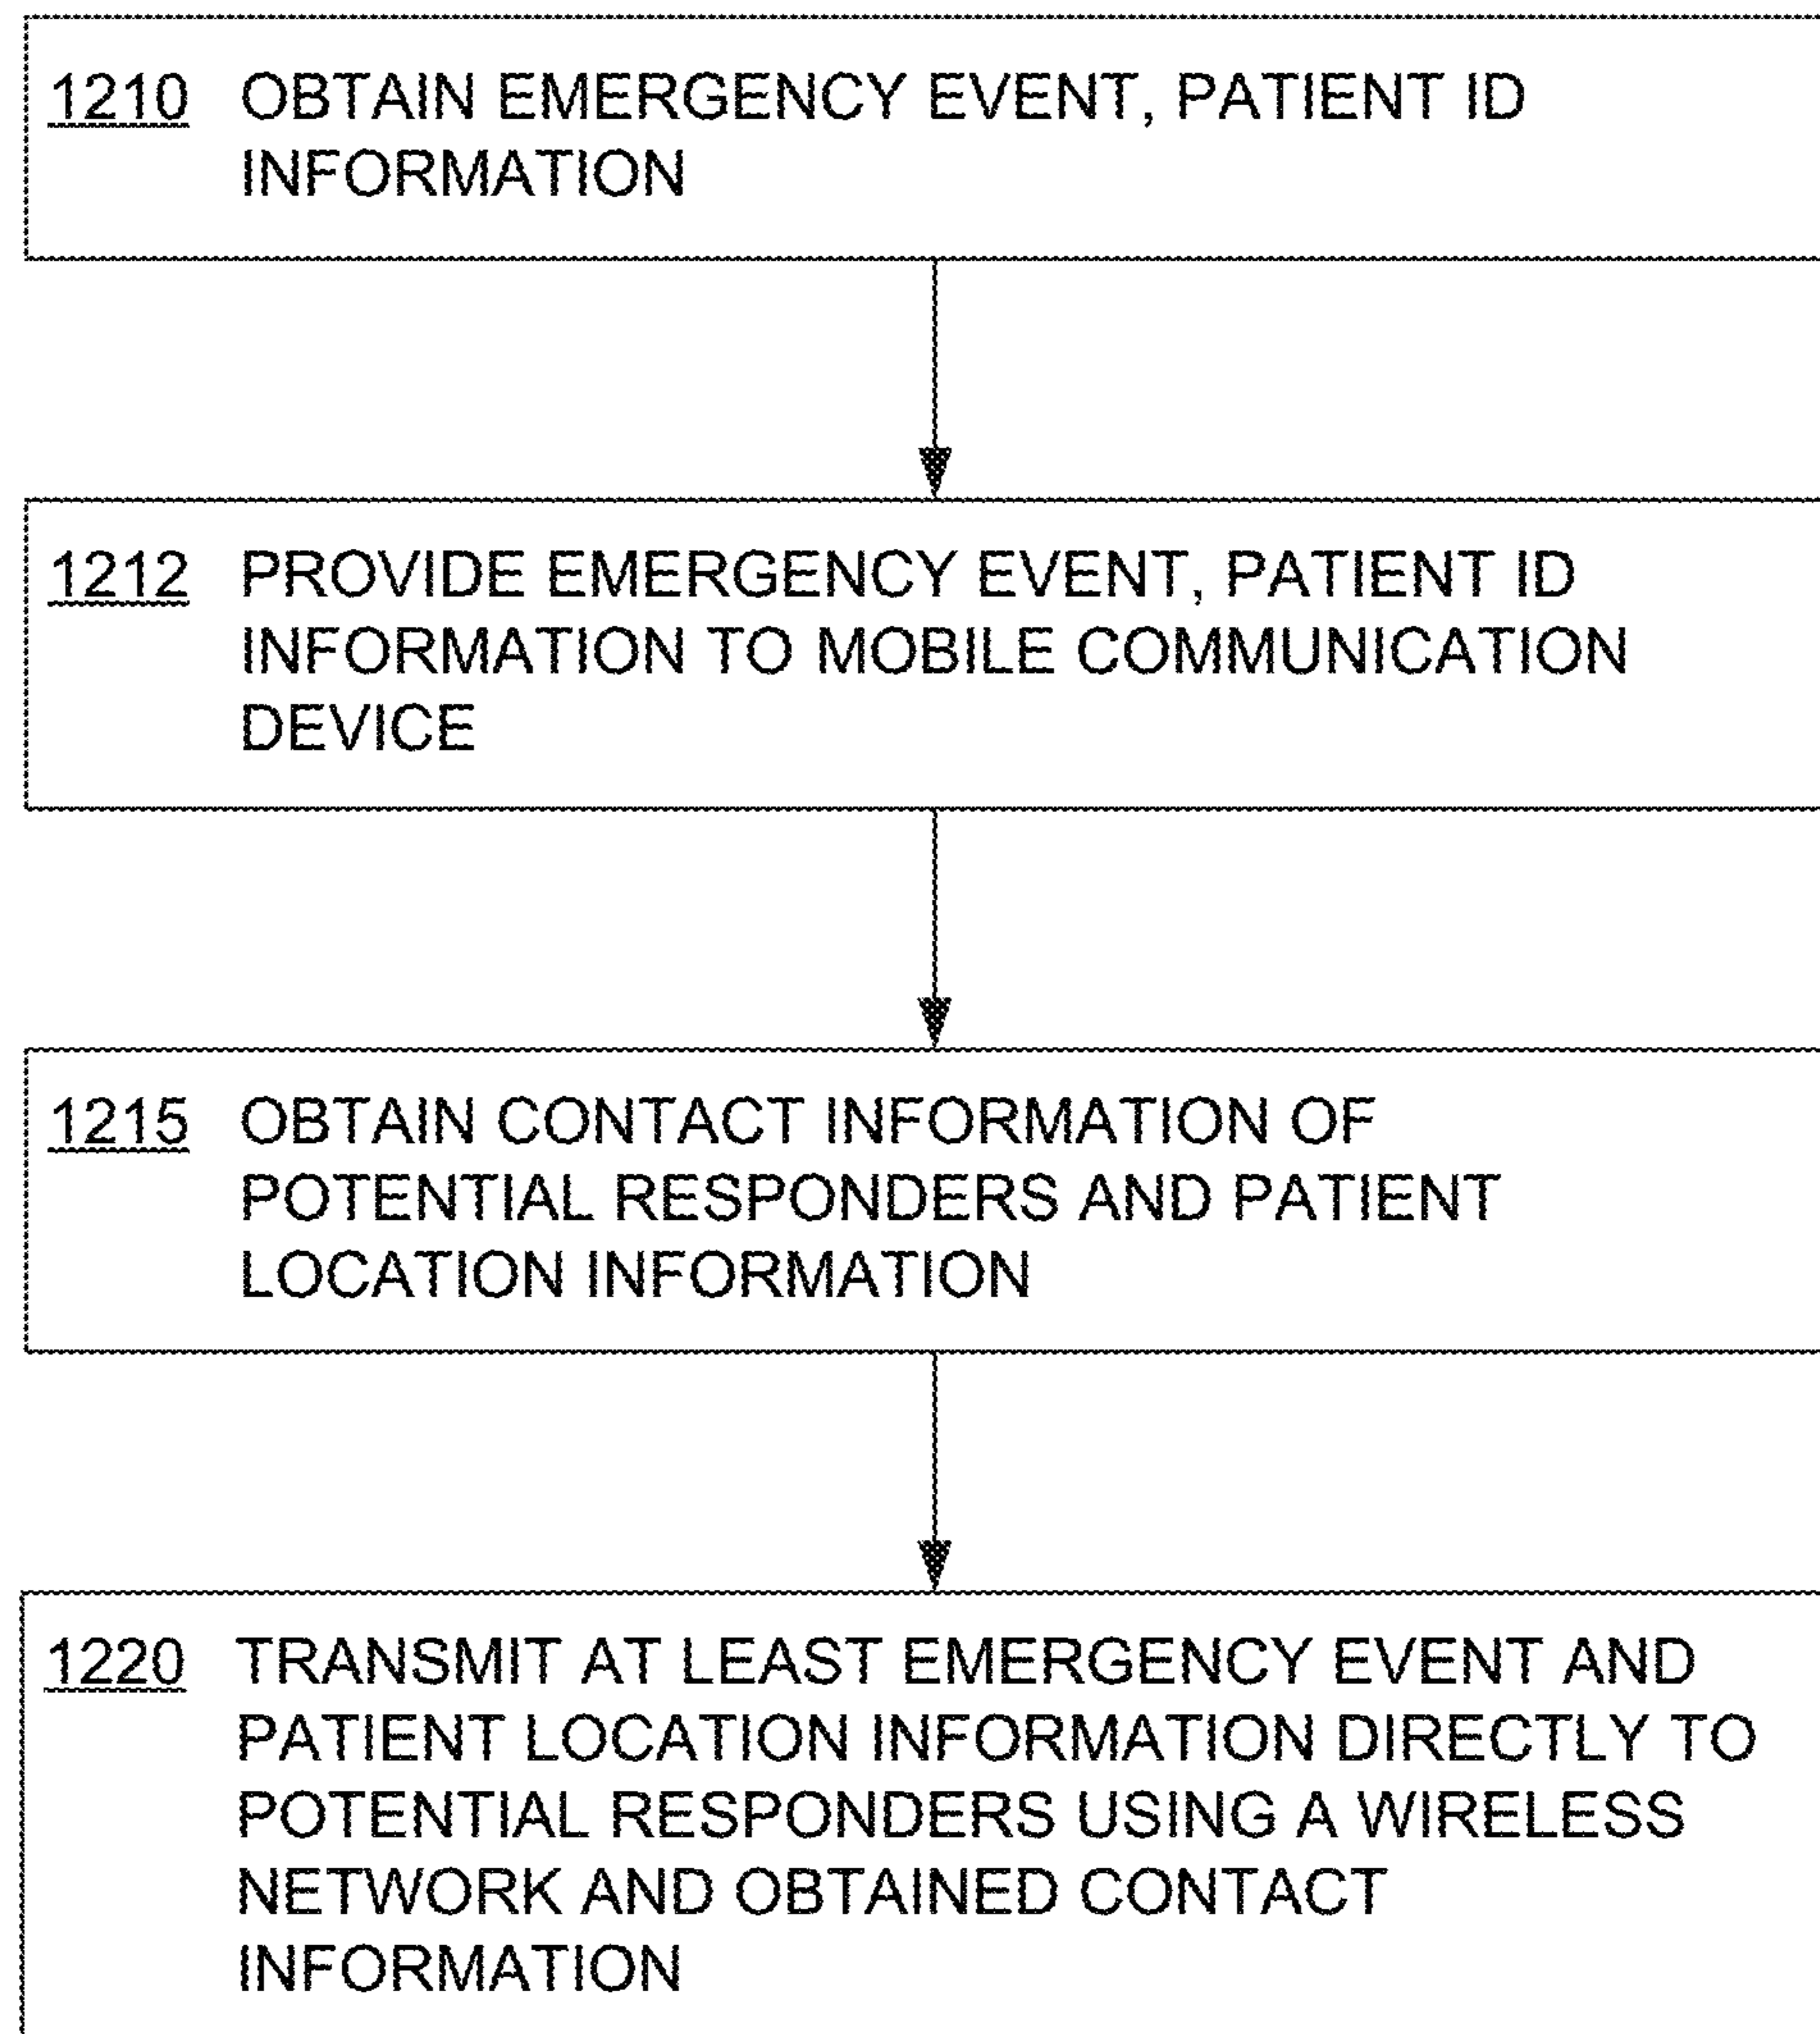 1210 OBTAIN EMERGENCY EVENT, PATIENT ID
INFORMATION
1212 PROVIDE EMERGENCY EVENT, PATIENT ID
INFORMATION TO MOBILE COMMUNICATION
DEVICE
1215 OBTAIN CONTACT INFORMATION OF
POTENTIAL RESPONDERS AND PATIENT
LOCATION INFORMATION
1220 TRANSMIT AT LEAST EMERGENCY EVENT AND
PATIENT LOCATION INFORMATION DIRECTLY TO
POTENTIAL RESPONDERS USING A WIRELESS
NETWORK AND OBTAINED CONTACT
INFORMATION